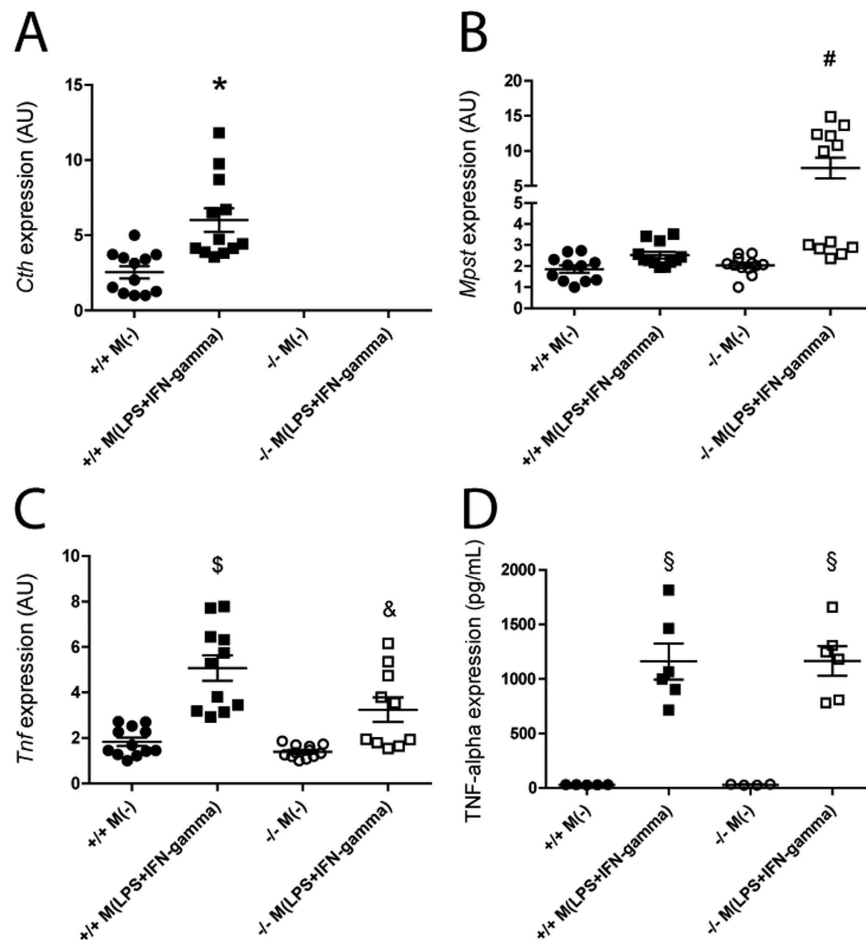 A
Cth expression (AU)
15
10
5
0
*
+/+ M(-)
+/+ M(LPS+IFN-gamma)
-/- M(-)
-/- M(LPS+IFN-gamma)
B
Mpst expression (AU)
20
15
10
5
5
4
3
2
1
0
#
+/+ M(-)
+/+ M(LPS+IFN-gamma)
-/- M(-)
-/- M(LPS+IFN-gamma)
C
Tnf expression (AU)
10
8
6
4
2
0
$
&
+/+ M(-)
+/+ M(LPS+IFN-gamma)
-/- M(-)
-/- M(LPS+IFN-gamma)
D
TNF-alpha expression (pg/mL)
2000
1500
1000
500
0
§
§
+/+ M(-)
+/+ M(LPS+IFN-gamma)
-/- M(-)
-/- M(LPS+IFN-gamma)